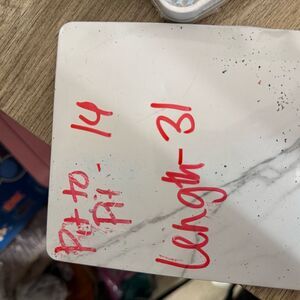 pit to
pit - 14
length - 31